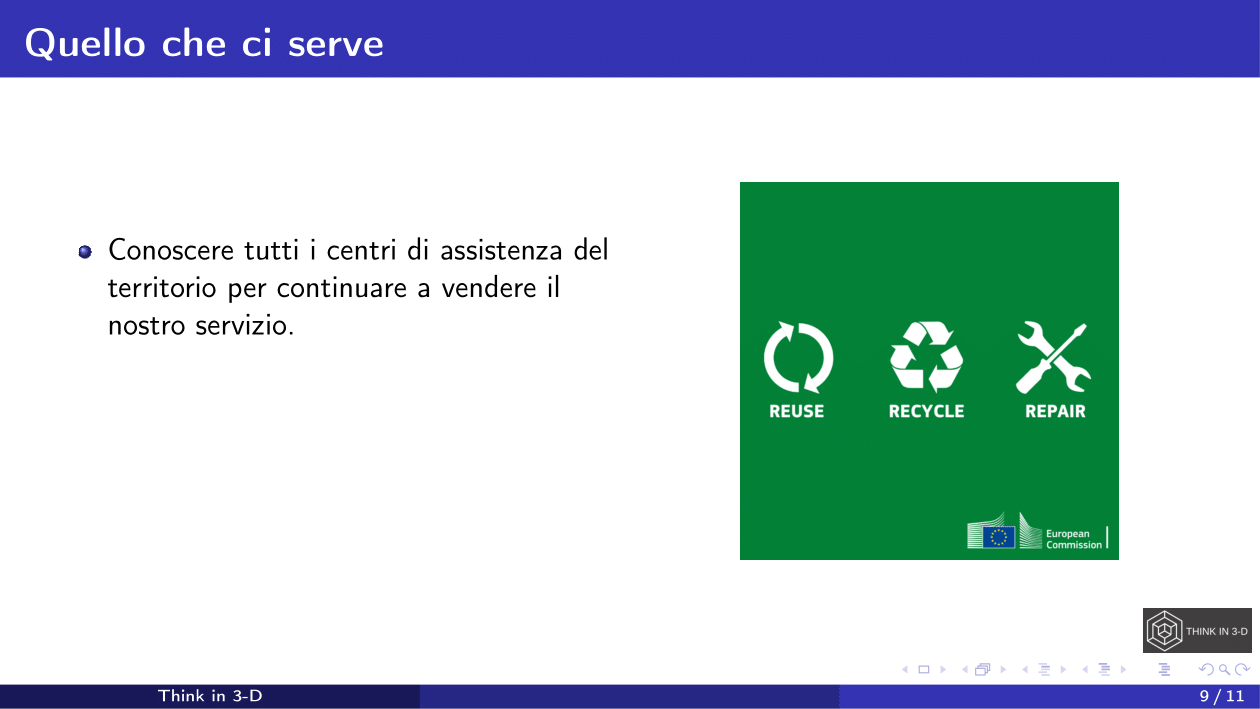 Quello che ci serve
Conoscere tutti i centri di assistenza del
territorio per continuare a vendere il
nostro servizio.
REUSE RECYCLE REPAIR
European
Commission
THINK IN 3-D
Think in 3-D
9 / 11